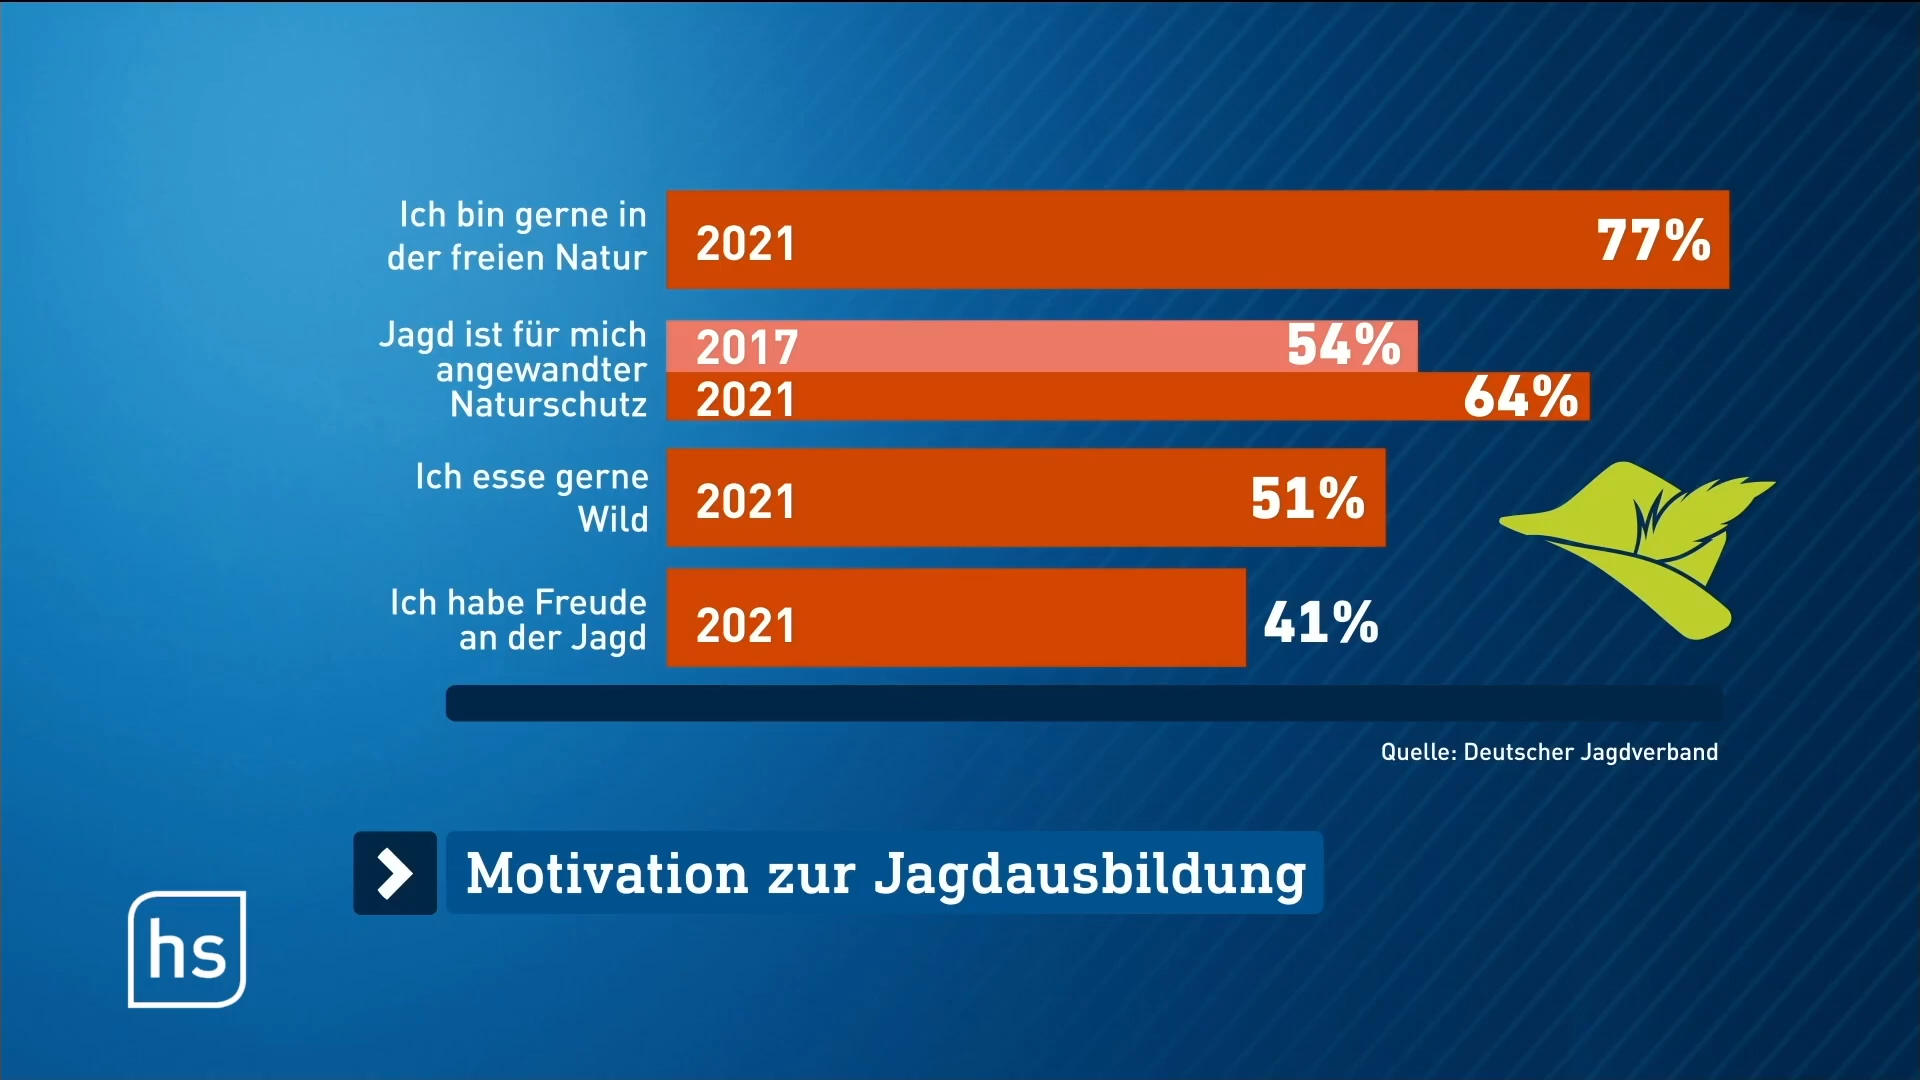 Ich bin gerne in
der freien Natur
2021
77%
Jagd ist für mich
angewandter
Naturschutz
2017
54%
2021
64%
Ich esse gerne
Wild
2021
51%
Ich habe Freude
an der Jagd
2021
41%
Quelle: Deutscher Jagdverband
Motivation zur Jagdausbildung
hs